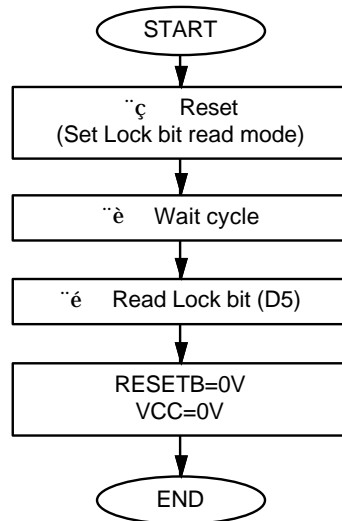 START
¨ç Reset
(Set Lock bit read mode)
¨è Wait cycle
¨é Read Lock bit (D5)
RESETB=0V
VCC=0V
END